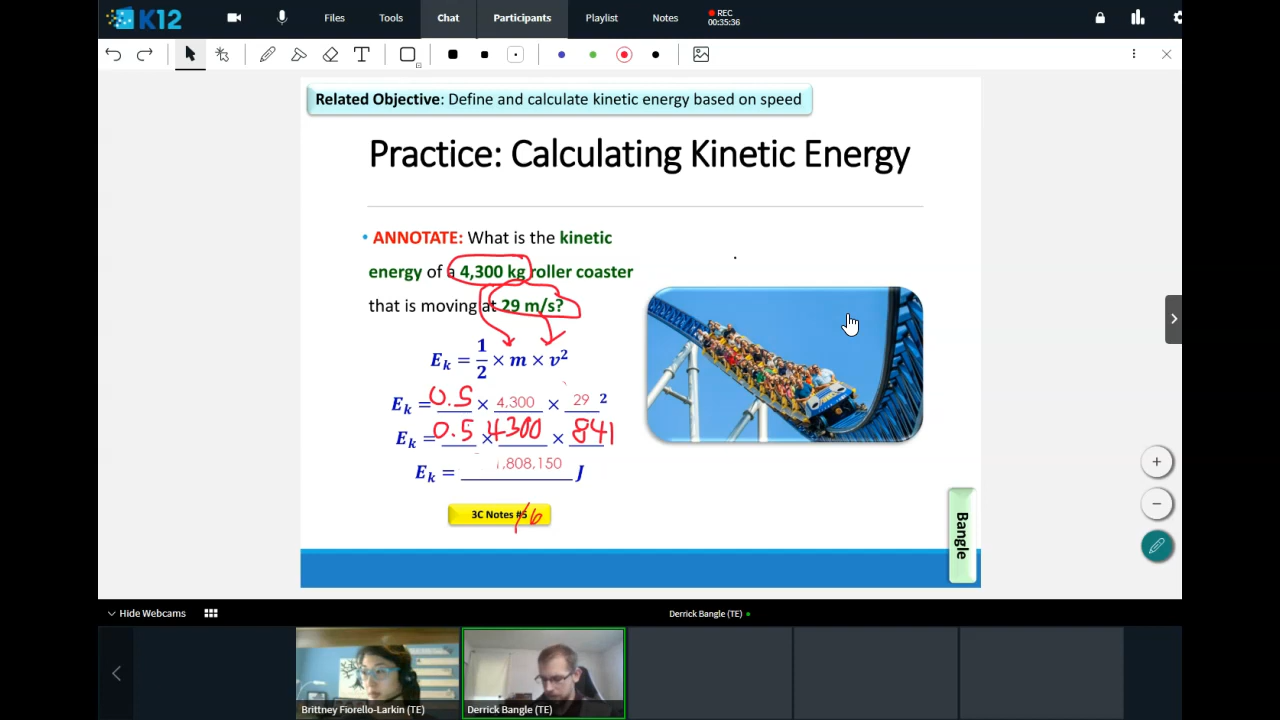 K12
Files
Tools
Chat
Participants
Playlist
Notes
REC
00:35:36
T
Related Objective: Define and calculate kinetic energy based on speed
Practice: Calculating Kinetic Energy
• ANNOTATE: What is the kinetic
energy of a 4,300 kg roller coaster
that is moving at 29 m/s?
Eₖ = 1/2 × m × v²
Eₖ = 0.5 × 4,300 × 29 ²
Eₖ = 0.5 × 4300 × 841
Eₖ = 1,808,150 J
3C Notes #5/6
Bangle
Hide Webcams
Derrick Bangle (TE)
Brittney Fiorello-Larkin (TE)
Derrick Bangle (TE)